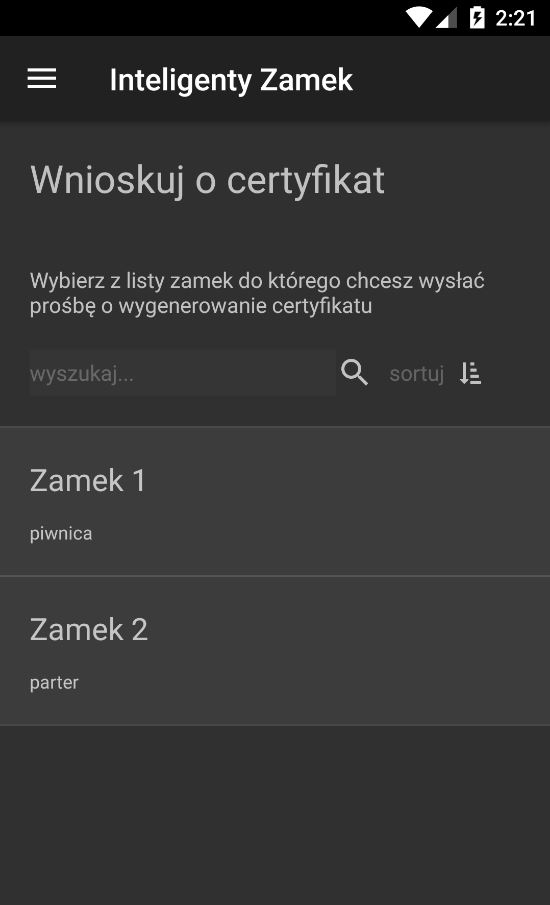 2:21
Inteligenty Zamek
Wnioskuj o certyfikat
Wybierz z listy zamek do którego chcesz wysłać
prośbę o wygenerowanie certyfikatu
wyszukaj... sortuj
Zamek 1
piwnica
Zamek 2
parter